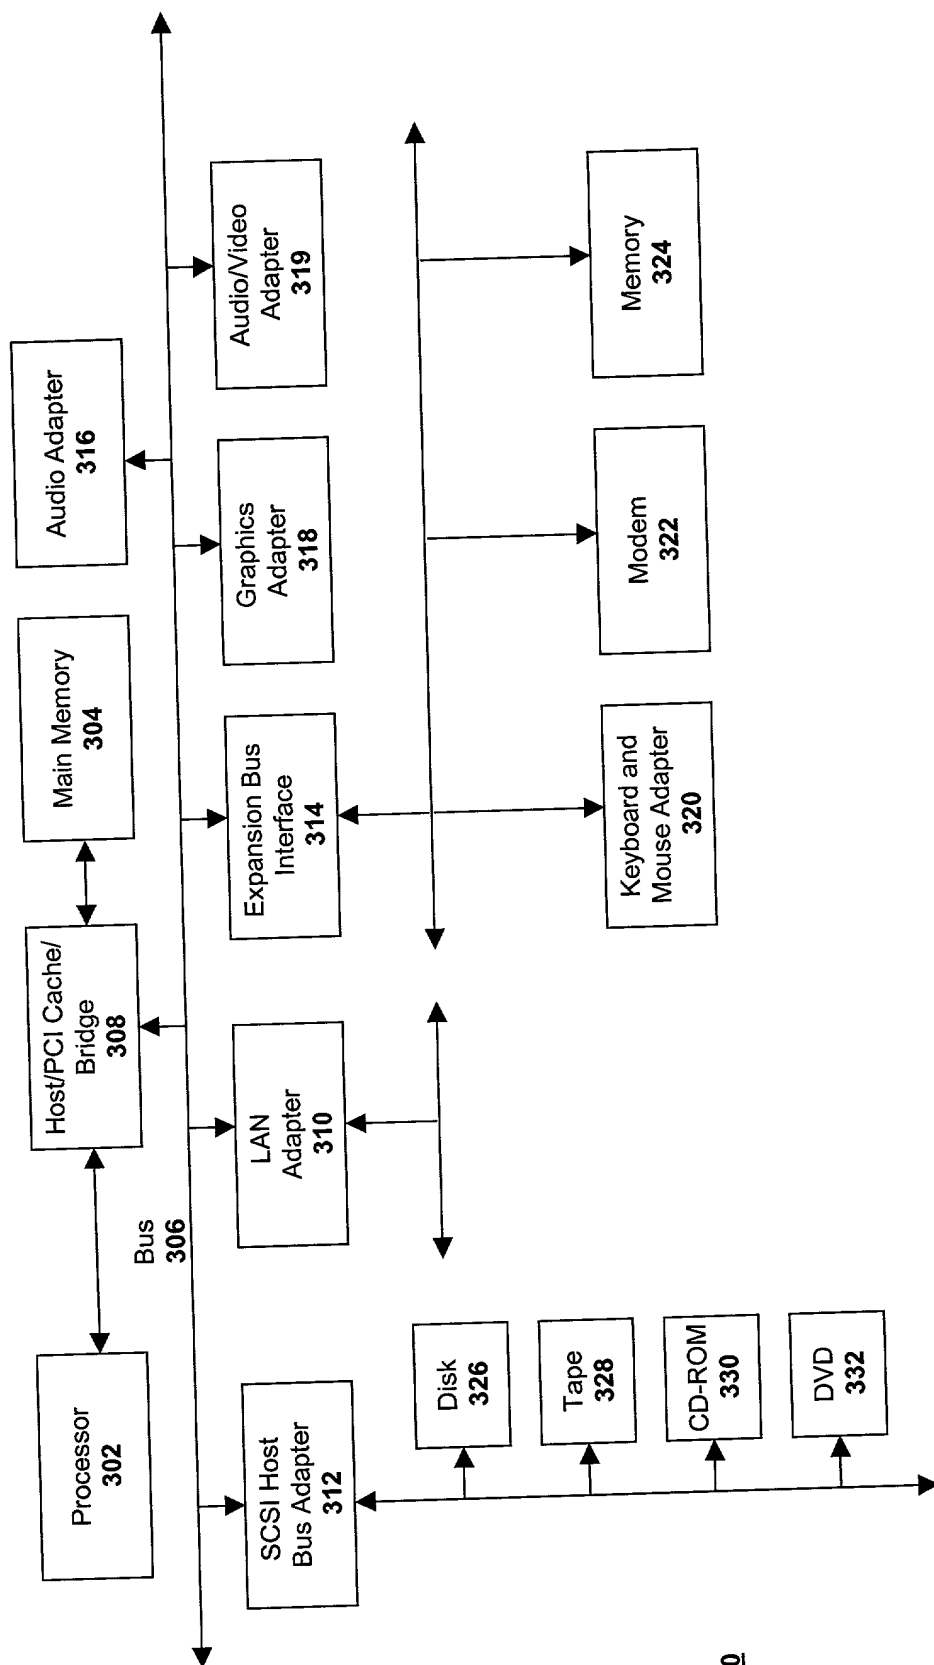 Processor
302
Host/PCI Cache/
Bridge
308
Main Memory
304
Audio Adapter
316
Bus
306
SCSI Host
Bus Adapter
312
LAN
Adapter
310
Expansion Bus
Interface
314
Graphics
Adapter
318
Audio/Video
Adapter
319
Disk
326
Tape
328
CD-ROM
330
DVD
332
Keyboard and
Mouse Adapter
320
Modem
322
Memory
324
0